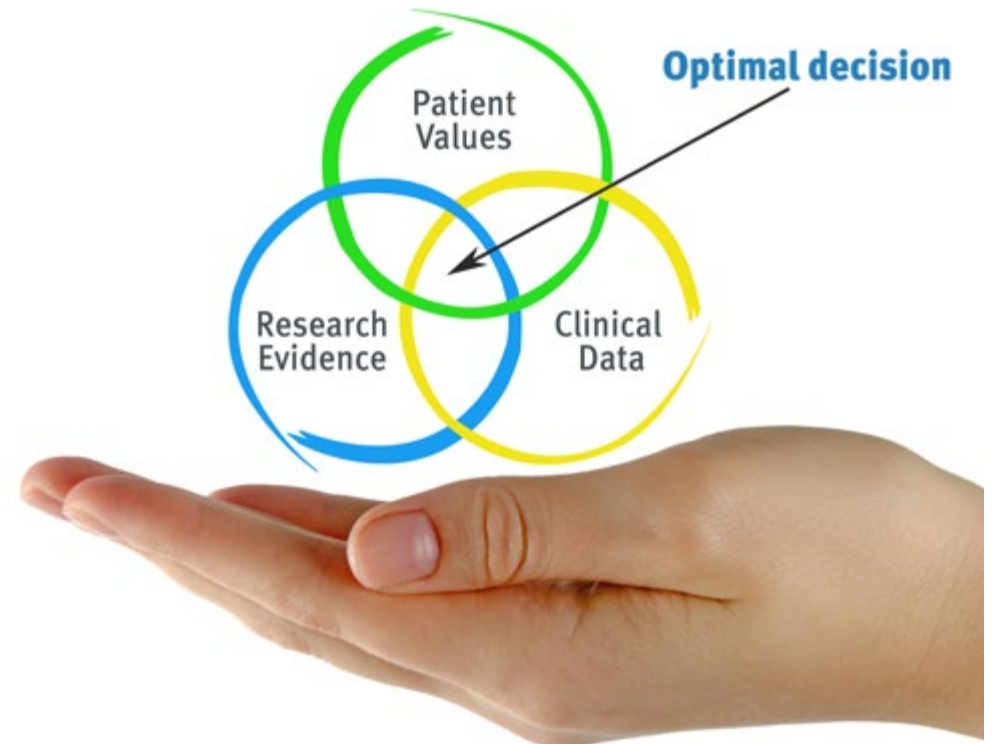 Optimal decision
Patient
Values
Research
Evidence
Clinical
Data